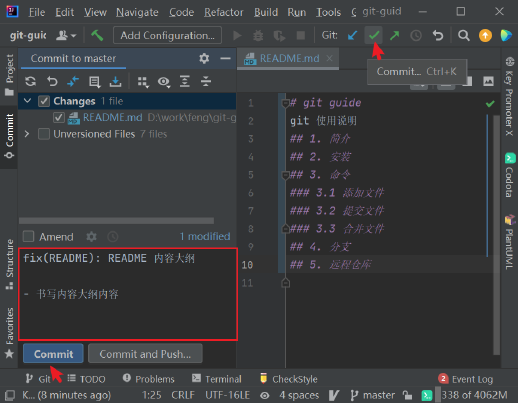 File Edit View Navigate Code Refactor Build Run Tools git-guid
git-guid Add Configuration... Git:
Commit to master README.md
Commit... Ctrl+K
Project
Commit
Structure
Favorites
Changes 1 file
README.md D:\work\feng\git-g
Unversioned Files 7 files
Amend 1 modified
fix(README): README 内容大纲
- 书写内容大纲内容
Commit Commit and Push...
1 # git guide
2 git 使用说明
3 ## 1. 简介
4 ## 2. 安装
5 ## 3. 命令
6 ### 3.1 添加文件
7 ### 3.2 提交文件
8 ### 3.3 合并文件
9 ## 4. 分支
10 ## 5. 远程仓库
11
Key Promoter X
Codota
PlantUML
Git TODO Problems Terminal CheckStyle 2 Event Log
K... (8 minutes ago) 1:25 CRLF UTF-16LE 4 spaces master 338 of 4062M